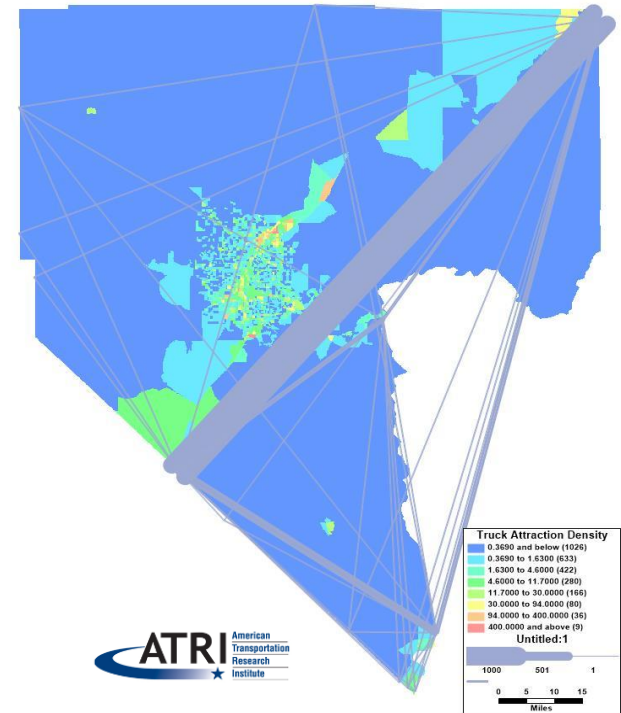 Truck Attraction Density
0.3690 and below (1026)
0.3690 to 1.6300 (633)
1.6300 to 4.6000 (422)
4.6000 to 11.7000 (280)
11.7000 to 30.0000 (166)
30.0000 to 94.0000 (80)
94.0000 to 400.0000 (36)
400.0000 and above (9)
Untitled:1
1000 501 1
0 5 10 15
Miles
ATRI
American
Transportation
Research
Institute